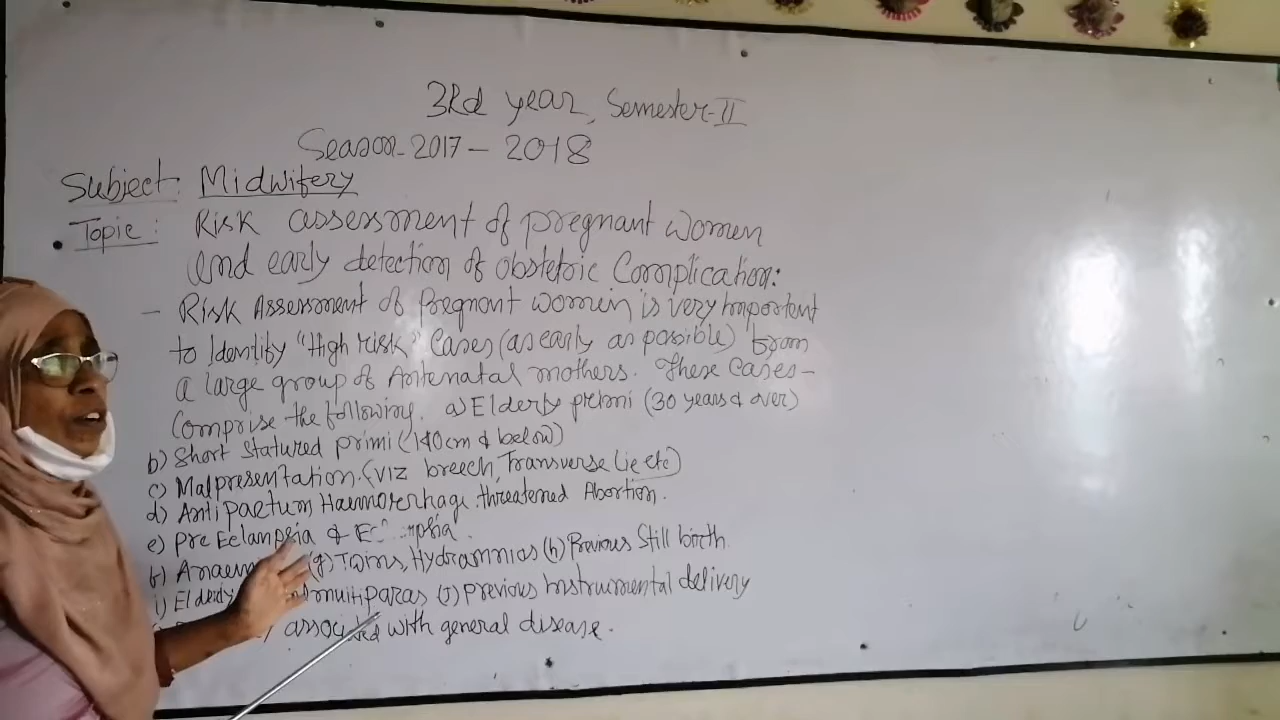 3rd year, Semester-II
Season-2017-2018
Subject: Midwifery
Topic: Risk assessment of pregnant women
and early detection of obstetric Complication:
- Risk Assessment of Pregnant women is very important
to Identify "High risk" Cases (as early as possible) from
a large group of Antenatal mothers. These Cases-
Comprise the following. a) Elderly primi (30 years & over)
b) Short Statured primi (140cm & below)
c) Malpresentation. (viz breech, Transverse Lie etc)
d) Antipartum Haemorrhage. threatened Abortion.
e) Pre Eclampsia &
f) (g) Twins, Hydramnios (h) Previous Still birth
i) Elderly multiparas (J) Previous Instrumental delivery
associated with general disease.